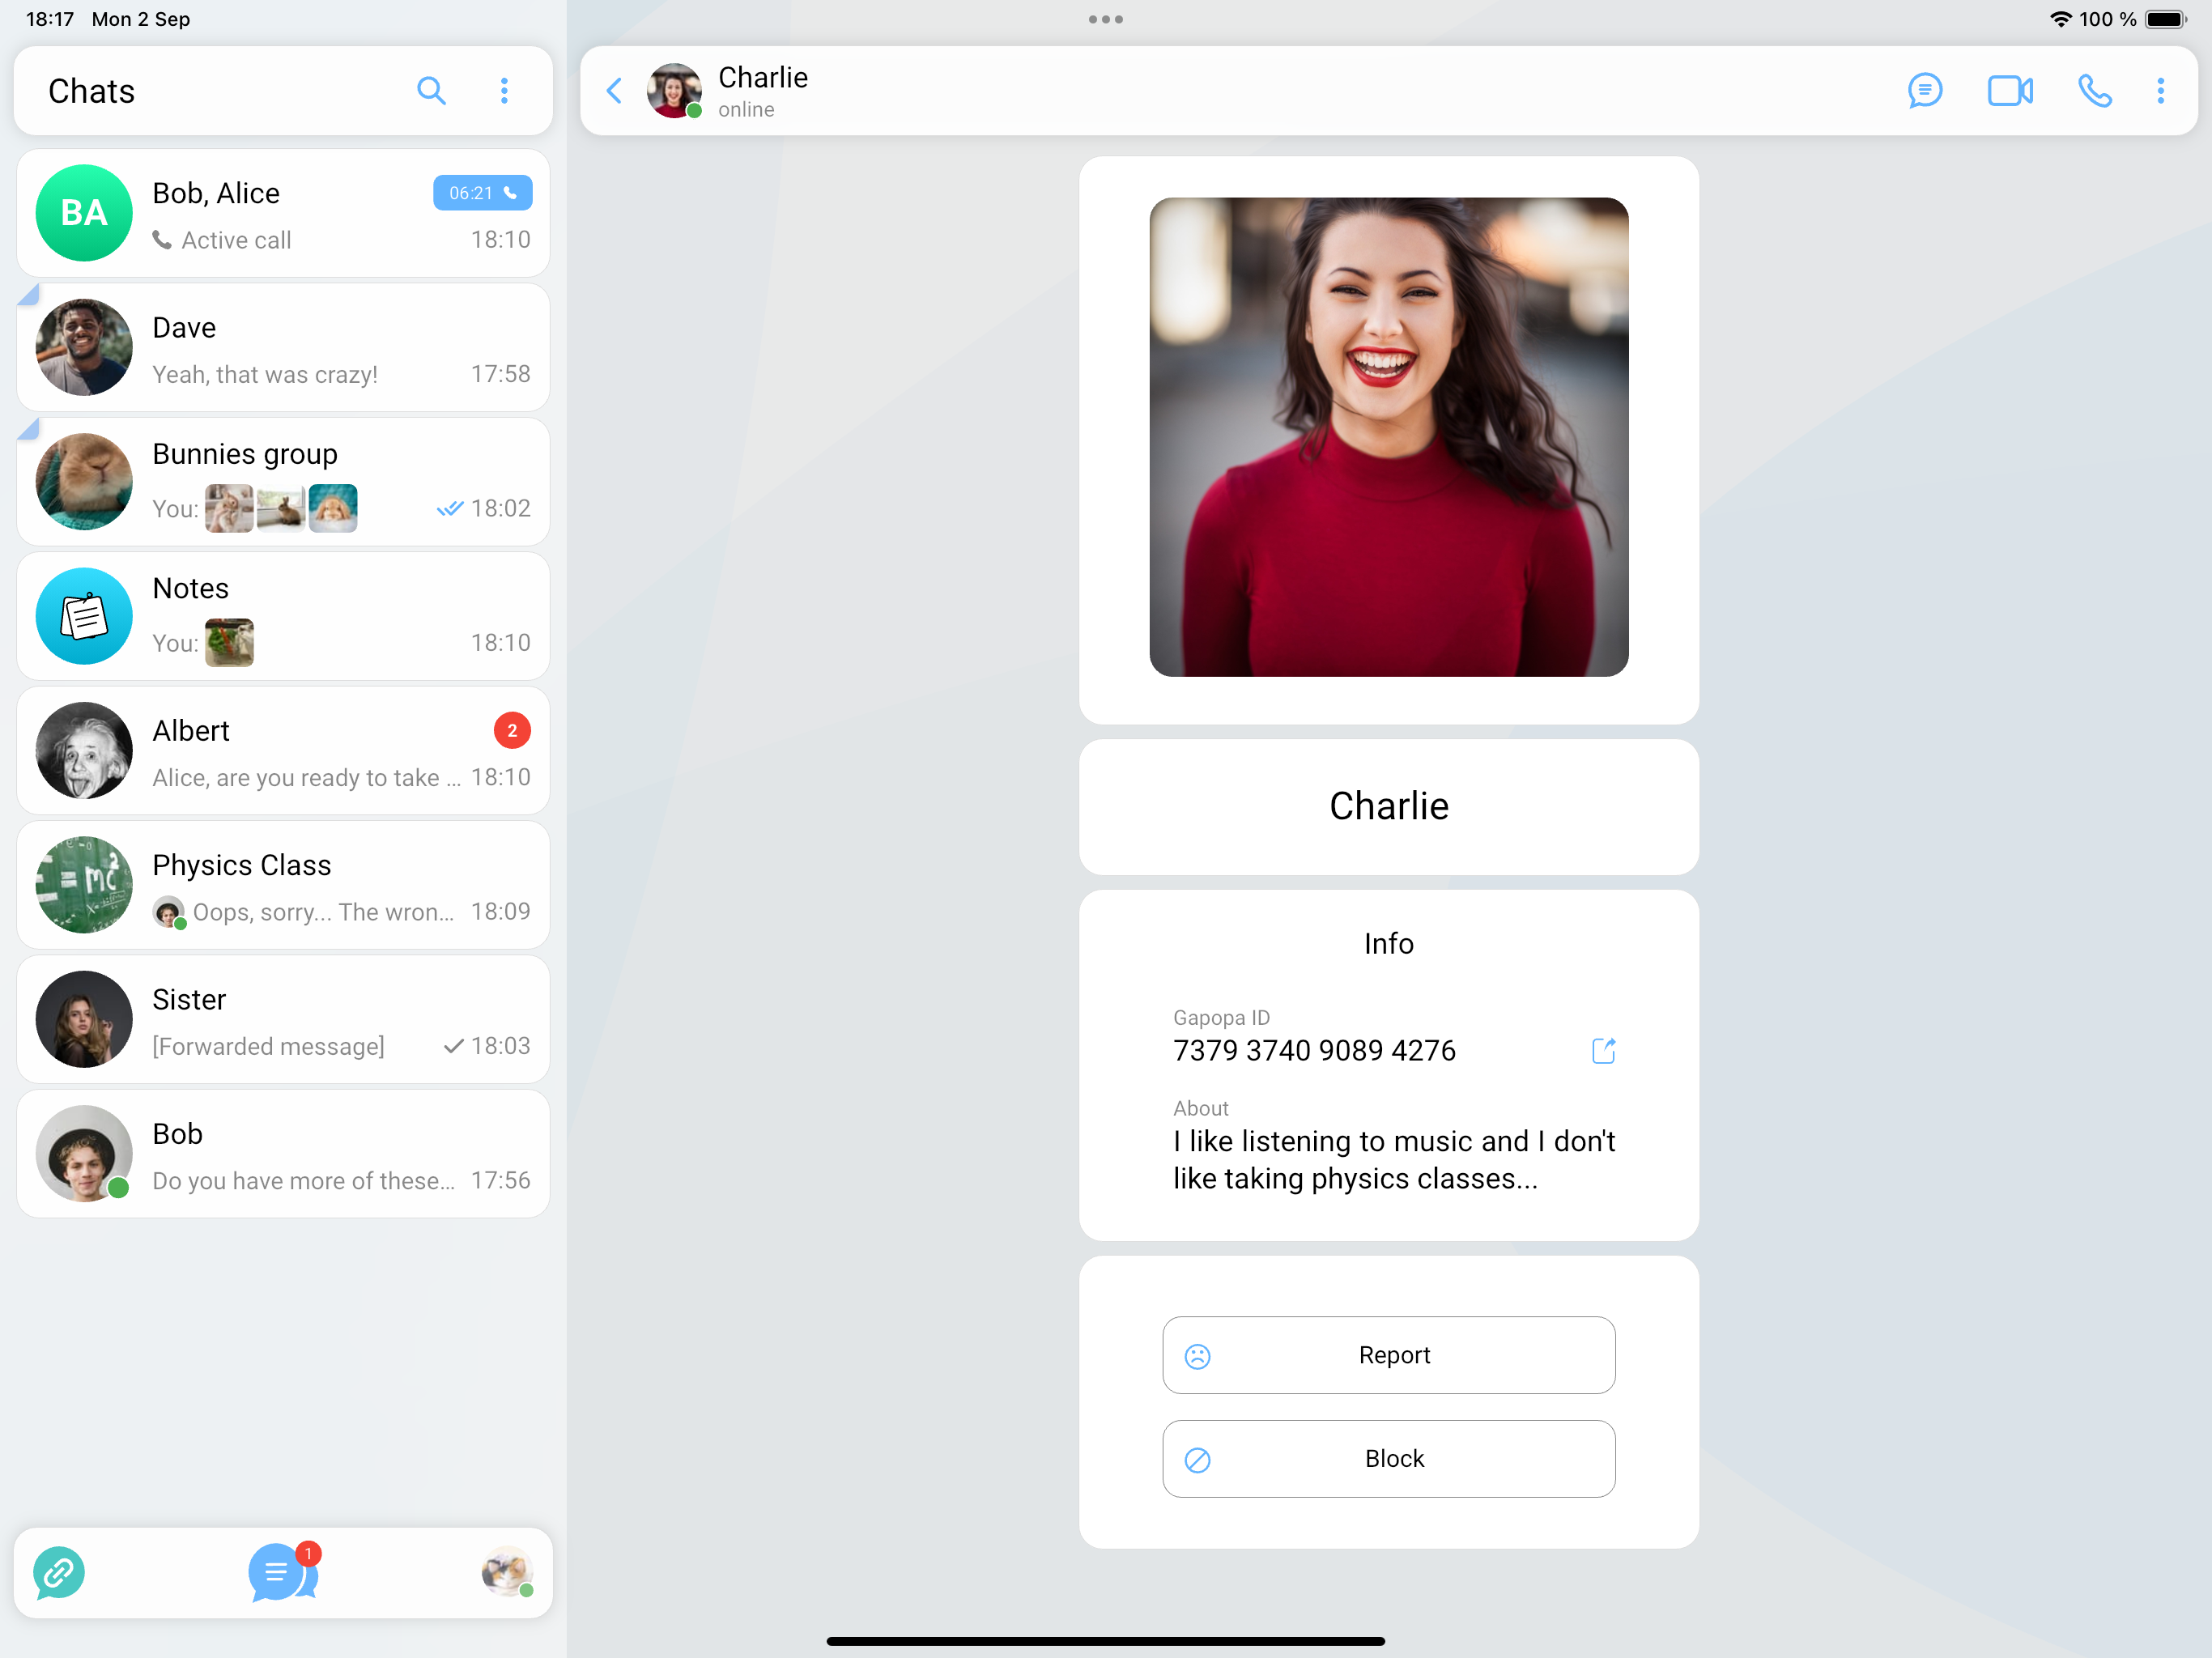 18:17 Mon 2 Sep
100 %
Chats
BA
Bob, Alice
06:21
Active call
18:10
Dave
Yeah, that was crazy!
17:58
Bunnies group
You:
18:02
Notes
You:
18:10
Albert
2
Alice, are you ready to take ...
18:10
Physics Class
= mc²
Oops, sorry... The wron...
18:09
Sister
[Forwarded message]
18:03
Bob
Do you have more of these...
17:56
1
Charlie
online
Charlie
Info
Gapopa ID
7379 3740 9089 4276
About
I like listening to music and I don't
like taking physics classes...
Report
Block